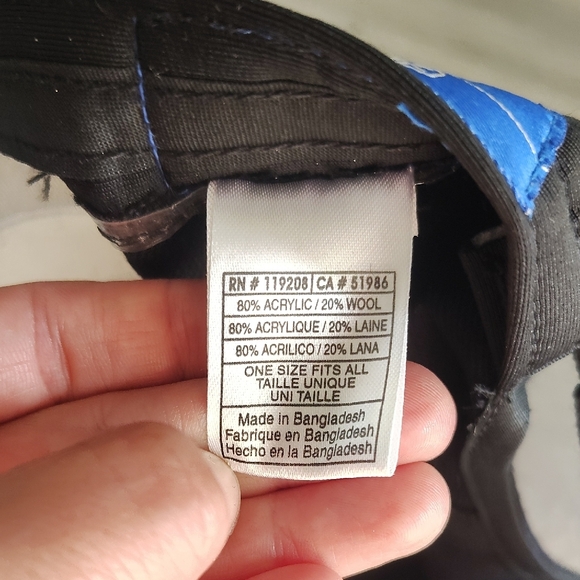 RN # 119208 CA # 51986
80% ACRYLIC / 20% WOOL
80% ACRYLIQUE / 20% LAINE
80% ACRILICO / 20% LANA
ONE SIZE FITS ALL
TAILLE UNIQUE
UNI TAILLE
Made in Bangladesh
Fabrique en Bangladesh
Hecho en la Bangladesh